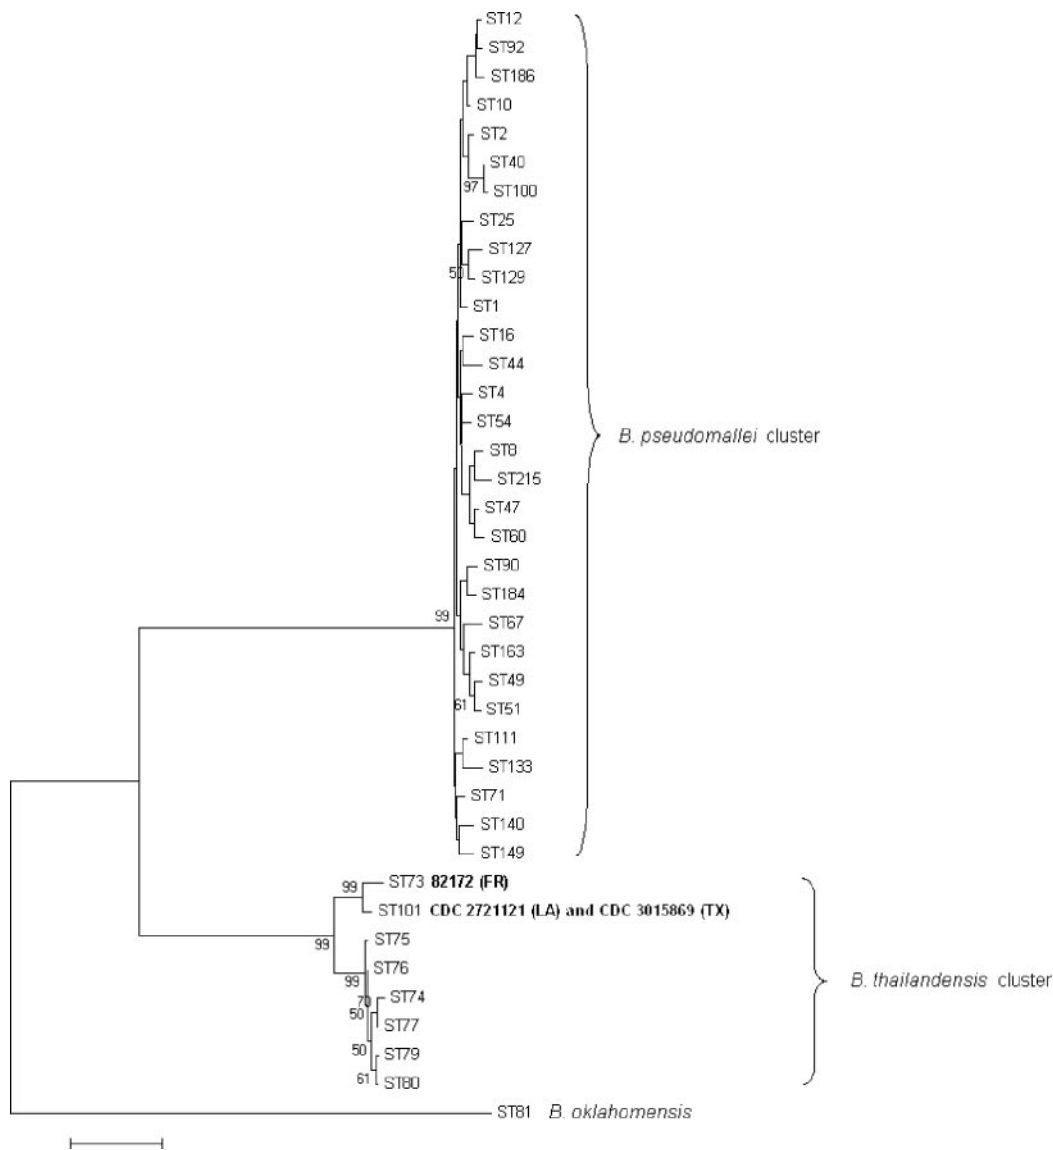 ST12
ST92
ST186
ST10
ST2
ST40
97
ST100
ST25
ST127
50
ST129
ST1
ST16
ST44
ST4
ST54
B. pseudomallei cluster
ST8
ST215
ST47
ST60
ST90
ST184
99
ST67
ST163
ST49
61
ST51
ST111
ST133
ST71
ST140
ST149
99
ST73 82172 (FR)
ST101 CDC 2721121 (LA) and CDC 3015869 (TX)
99
ST75
99
ST76
B. thailandensis cluster
70
ST74
50
ST77
50
ST79
61
ST80
ST81 B. oklahomensis